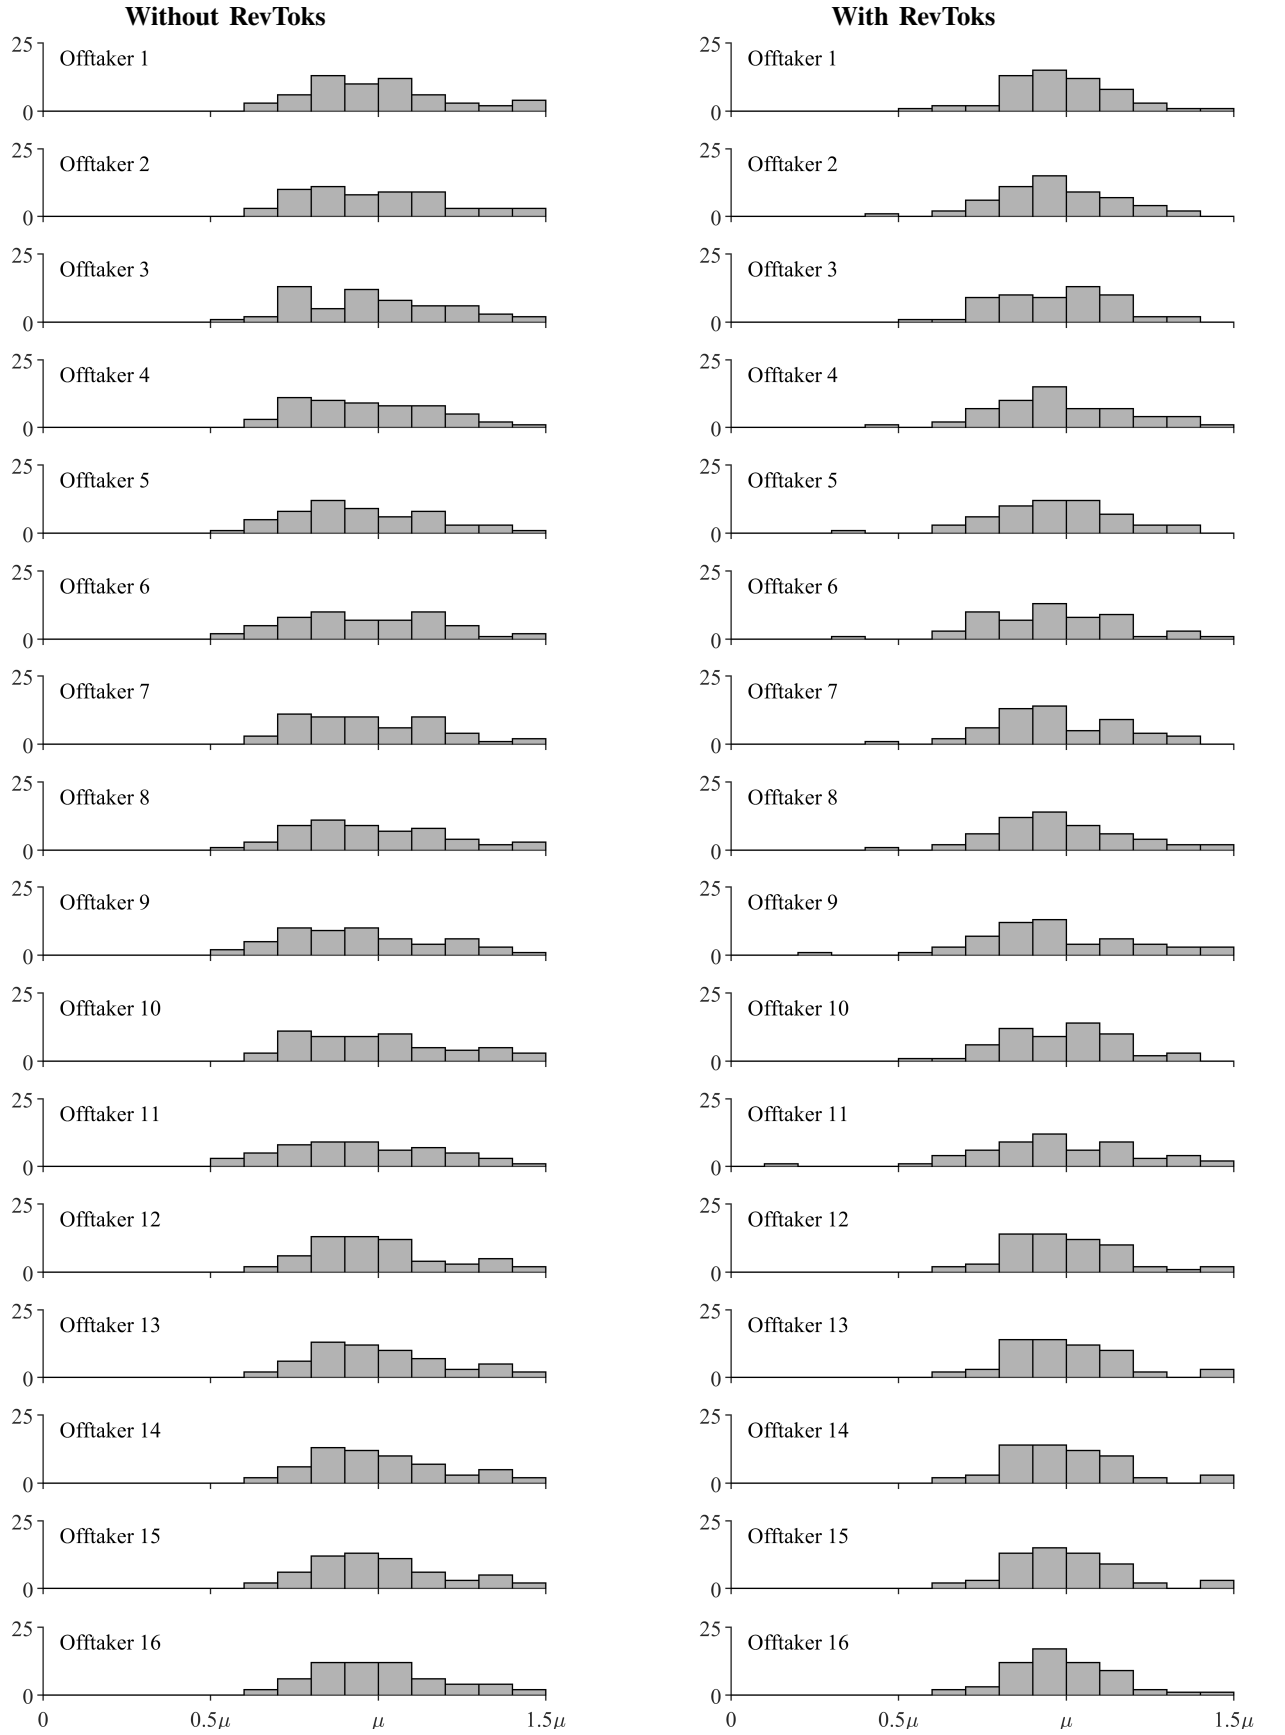 Without RevToks With RevToks
25 Offtaker 1 0 25 Offtaker 1 0
25 Offtaker 2 0 25 Offtaker 2 0
25 Offtaker 3 0 25 Offtaker 3 0
25 Offtaker 4 0 25 Offtaker 4 0
25 Offtaker 5 0 25 Offtaker 5 0
25 Offtaker 6 0 25 Offtaker 6 0
25 Offtaker 7 0 25 Offtaker 7 0
25 Offtaker 8 0 25 Offtaker 8 0
25 Offtaker 9 0 25 Offtaker 9 0
25 Offtaker 10 0 25 Offtaker 10 0
25 Offtaker 11 0 25 Offtaker 11 0
25 Offtaker 12 0 25 Offtaker 12 0
25 Offtaker 13 0 25 Offtaker 13 0
25 Offtaker 14 0 25 Offtaker 14 0
25 Offtaker 15 0 25 Offtaker 15 0
25 Offtaker 16 0 25 Offtaker 16 0
0 0.5μ μ 1.5μ 0 0.5μ μ 1.5μ